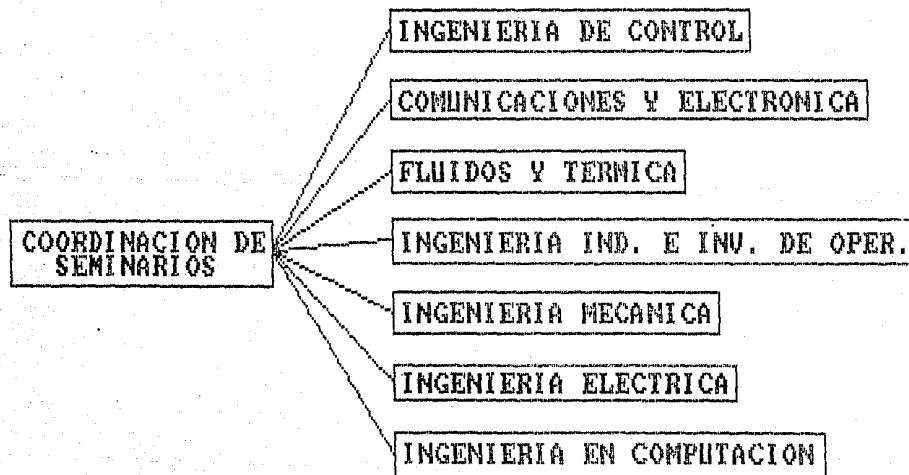 INGENIERIA DE CONTROL
COMUNICACIONES Y ELECTRONICA
FLUIDOS Y TERMICA
COORDINACION DE
SEMINARIOS
INGENIERIA IND. E INV. DE OPER.
INGENIERIA MECANICA
INGENIERIA ELECTRICA
INGENIERIA EN COMPUTACION